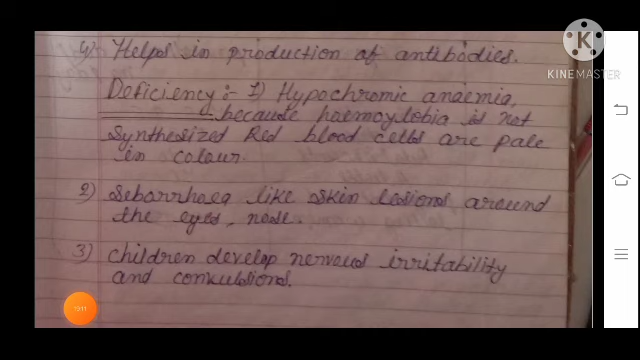 4) Helps in production of antibodies.
KINEMASTER
Deficiency :- 1) Hypochromic anaemia,
because haemoylobia is not
Synthesized Red blood cells are pale
in colour.
2) Seborrhoea like skin lesions around
the eyes, nose.
3) children develop nervous irritability
and convulsions.